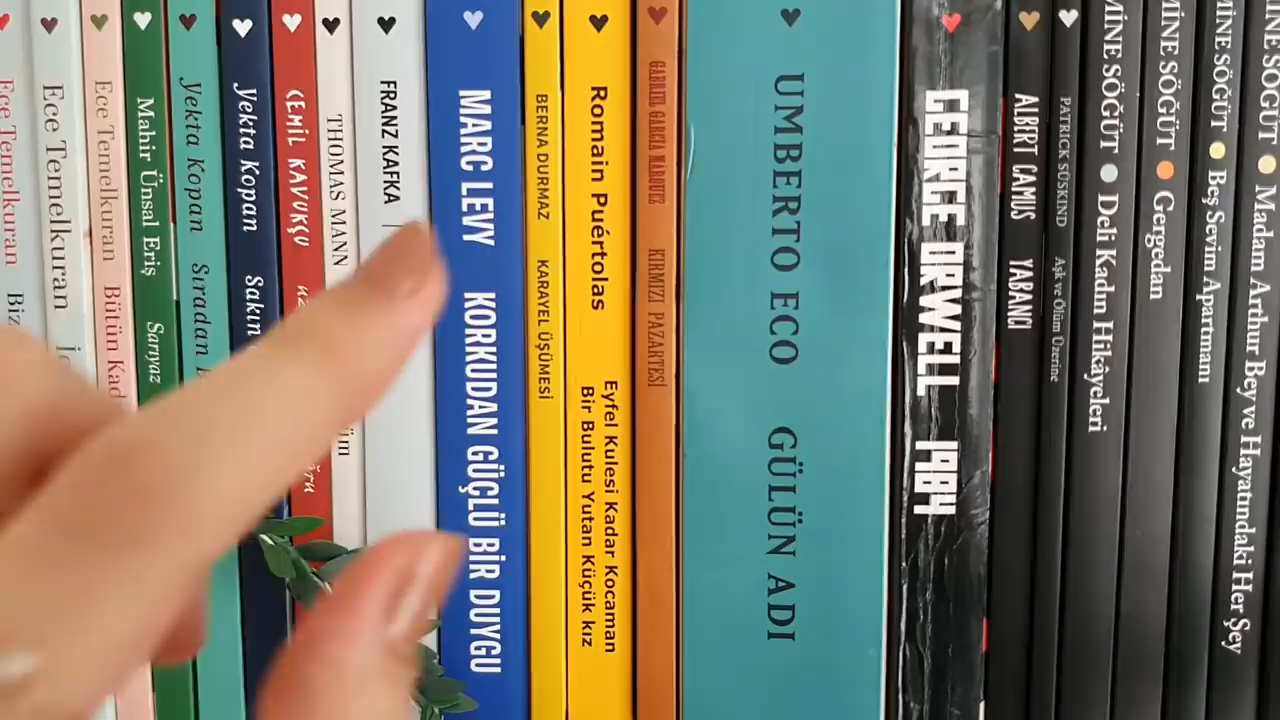 Ece Temelkuran Biz
Ece Temelkuran
Ece Temelkuran Bütün Kad
Mahir Ünsal Eriş Sarıyaz
Yekta Kopan Sıradan
Yekta Kopan Sakın
CEMİL KAVUKÇU
THOMAS MANN
FRANZ KAFKA
MARC LEVY KORKUDAN GÜÇLÜ BİR DUYGU
BERNA DURMAZ KARAYEL ÜŞÜMESİ
Romain Puértolas Eyfel Kulesi Kadar Kocaman
Bir Bulutu Yutan Küçük kız
GABRIEL GARCIA MARQUEZ KIRMIZI PAZARTESİ
UMBERTO ECO GÜLÜN ADI
GEORGE ORWELL 1984
ALBERT CAMUS YABANCI
PATRICK SÜSKIND Aşk ve Ölüm Üzerine
MİNE SÖĞÜT Deli Kadın Hikâyeleri
MİNE SÖĞÜT Gergedan
MİNE SÖĞÜT Beş Sevim Apartmanı
MİNE SÖĞÜT Madam Arthur Bey ve Hayatındaki Her Şey